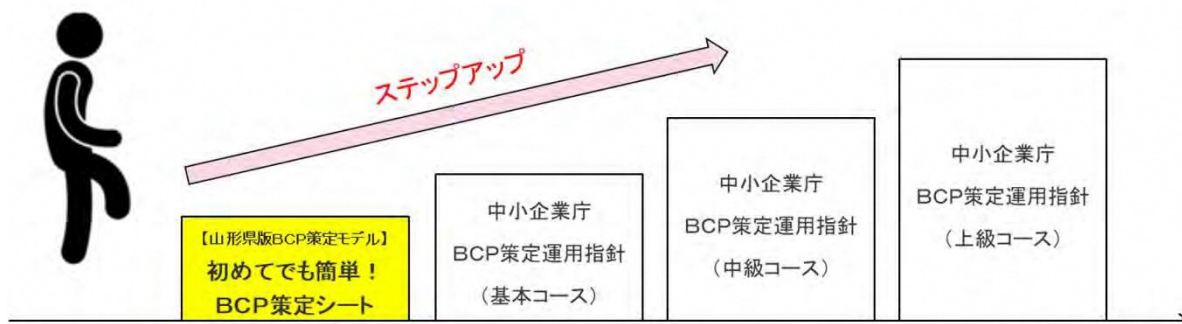 ステップアップ
【山形県版BCP策定モデル】
初めてでも簡単!
BCP策定シート
中小企業庁
BCP策定運用指針
(基本コース)
中小企業庁
BCP策定運用指針
(中級コース)
中小企業庁
BCP策定運用指針
(上級コース)